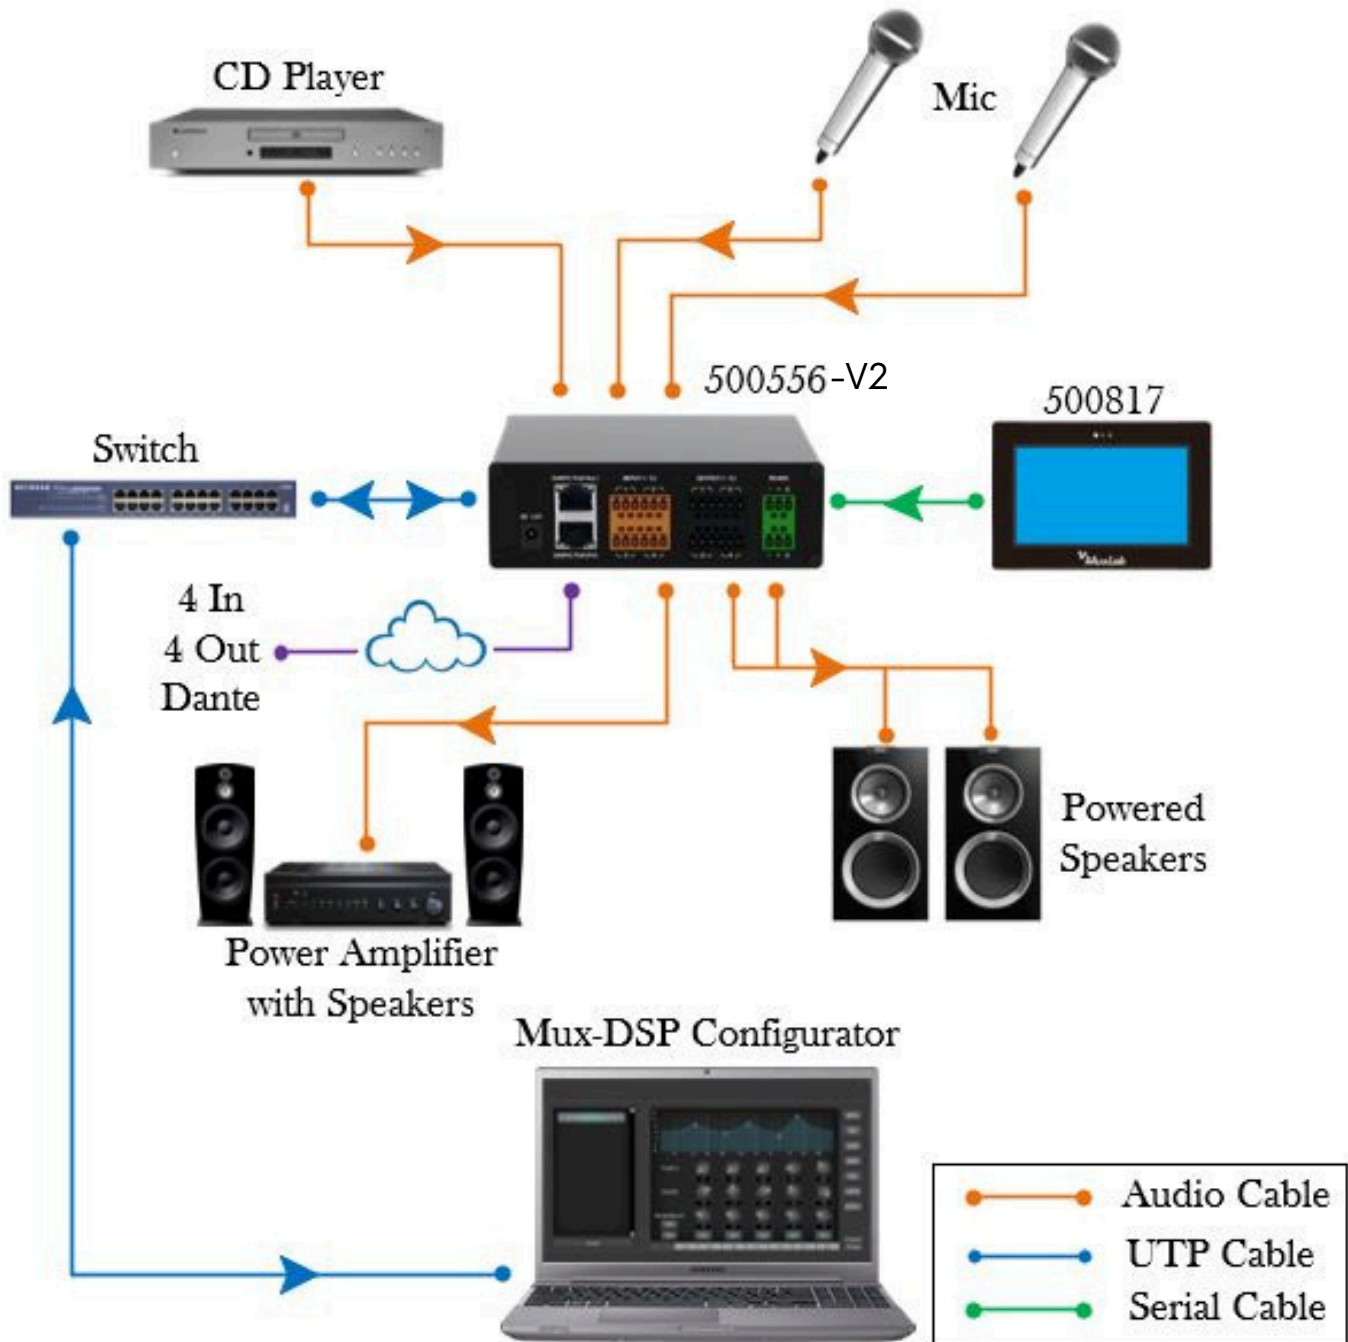 CD Player
Mic
500556-V2
500817
Switch
MuxLab
4 In
4 Out
Dante
Powered
Speakers
Power Amplifier
with Speakers
Mux-DSP Configurator
Audio Cable
UTP Cable
Serial Cable